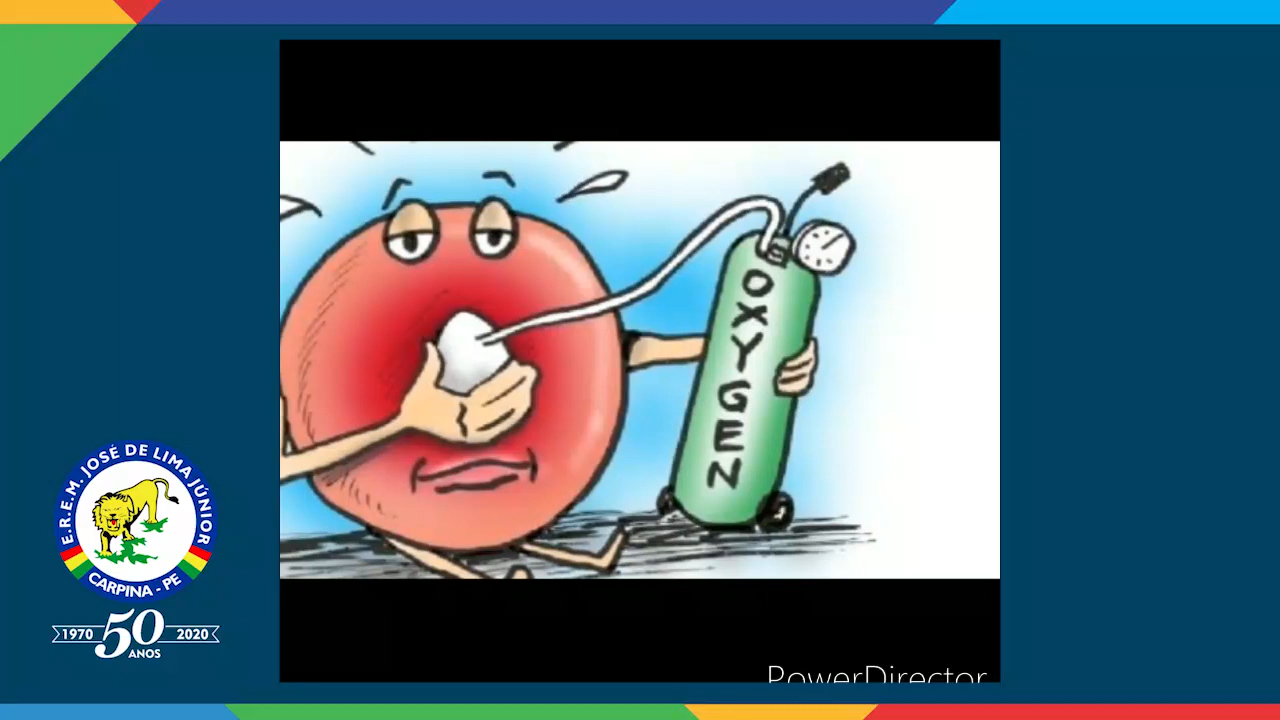 OXYGEN
E.R.E.M. JOSÉ DE LIMA JÚNIOR
CARPINA - PE
1970 50 2020
ANOS
PowerDirector